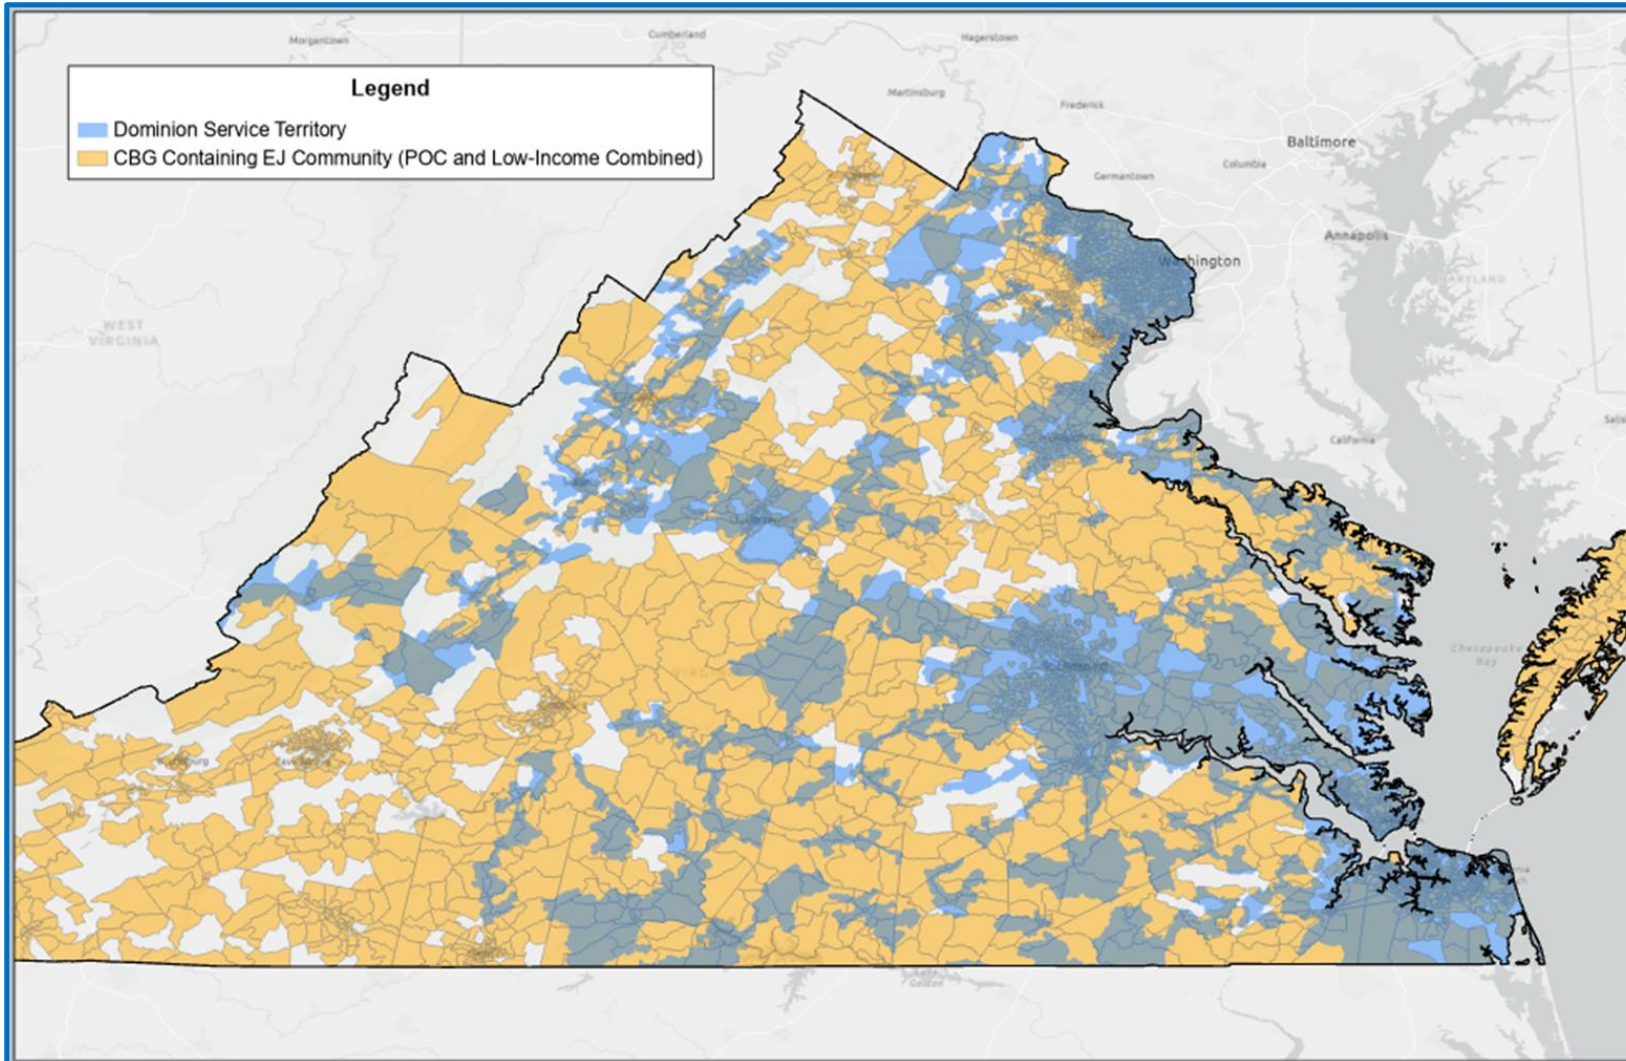 Morgantown
Cumberland
Hagerstown
Legend
Dominion Service Territory
CBG Containing EJ Community (POC and Low-Income Combined)
Martinsburg
Frederick
Baltimore
Columbia
Germantown
Annapolis
Washington
MARYLAND
WEST
VIRGINIA
California
Chesapeake
Bay
Richmond